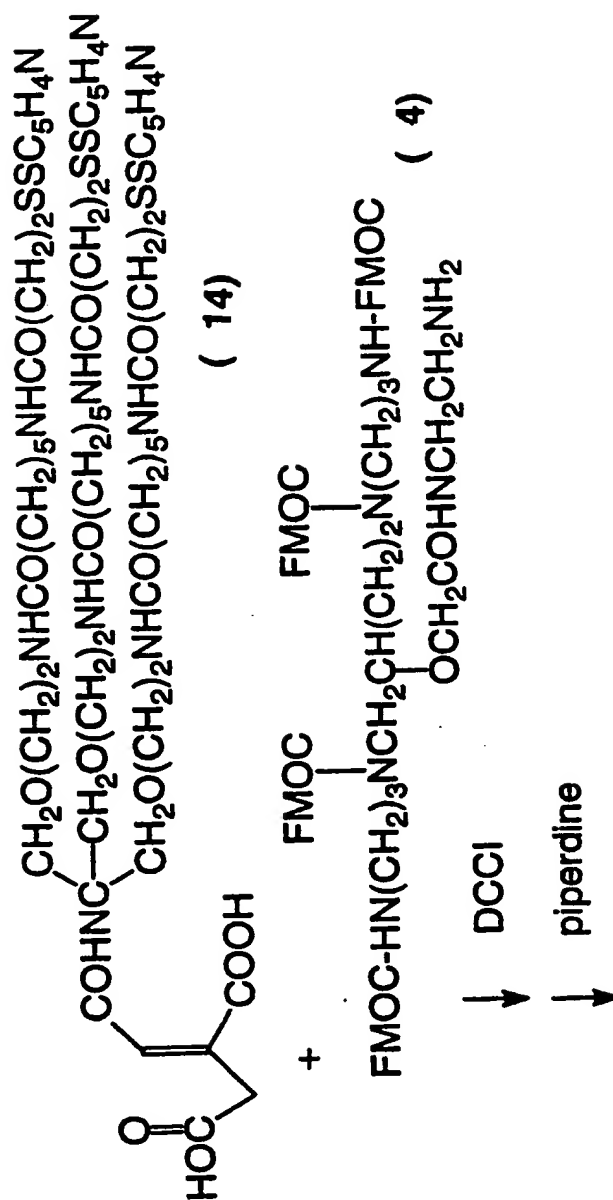 CH₂O(CH₂)₂NHCO(CH₂)₅NHCO(CH₂)₂SSC₅H₄N
COHNC—CH₂O(CH₂)₂NHCO(CH₂)₅NHCO(CH₂)₂SSC₅H₄N
CH₂O(CH₂)₂NHCO(CH₂)₅NHCO(CH₂)₂SSC₅H₄N
( 14)
O
HOC
COOH
+
FMOC FMOC
FMOC-HN(CH₂)₃NCH₂CH(CH₂)₂N(CH₂)₃NH-FMOC
OCH₂COHNCH₂CH₂NH₂
( 4)
DCCI
piperdine